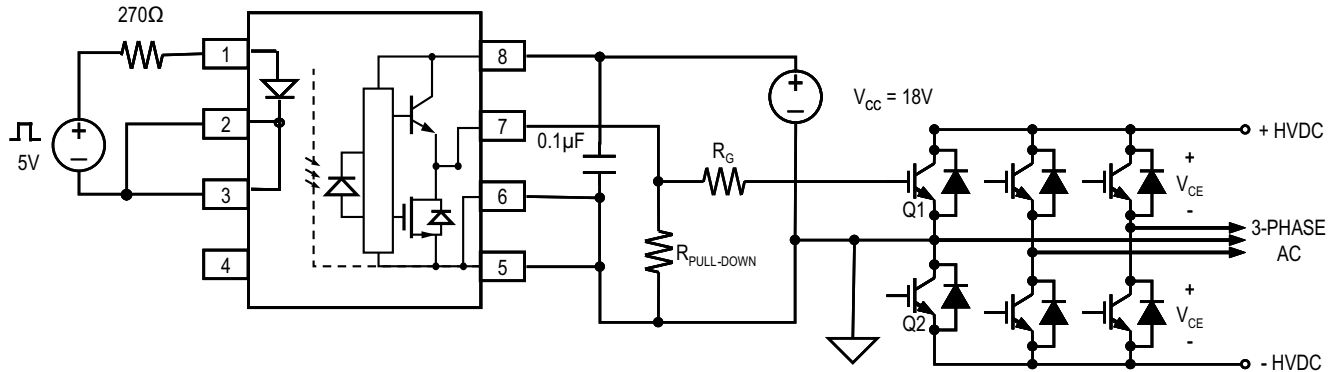 270Ω
1
8
+
−
5V
2
7
0.1µF
+
−
V_CC = 18V
3
6
R_G
4
5
R_PULL-DOWN
+ HVDC
Q1
+
V_CE
-
3-PHASE
AC
Q2
+
V_CE
-
- HVDC